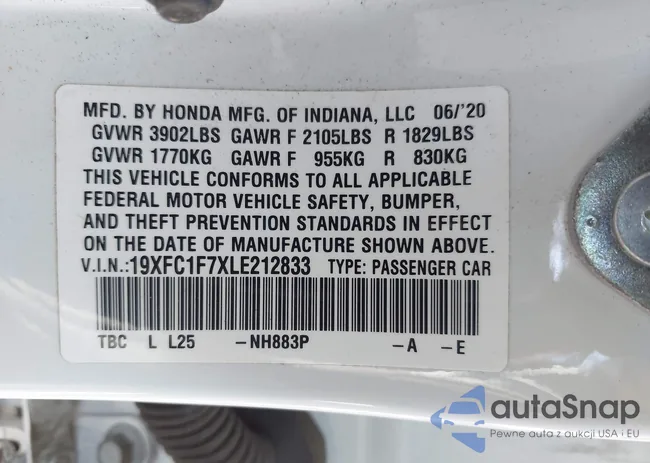 MFD. BY HONDA MFG. OF INDIANA, LLC 06/'20
GVWR 3902LBS GAWR F 2105LBS R 1829LBS
GVWR 1770KG GAWR F 955KG R 830KG
THIS VEHICLE CONFORMS TO ALL APPLICABLE
FEDERAL MOTOR VEHICLE SAFETY, BUMPER,
AND THEFT PREVENTION STANDARDS IN EFFECT
ON THE DATE OF MANUFACTURE SHOWN ABOVE.
V.I.N.:19XFC1F7XLE212833 TYPE: PASSENGER CAR
TBC L L25 -NH883P -A -E
autaSnap
Pewne auta z aukcji USA i EU